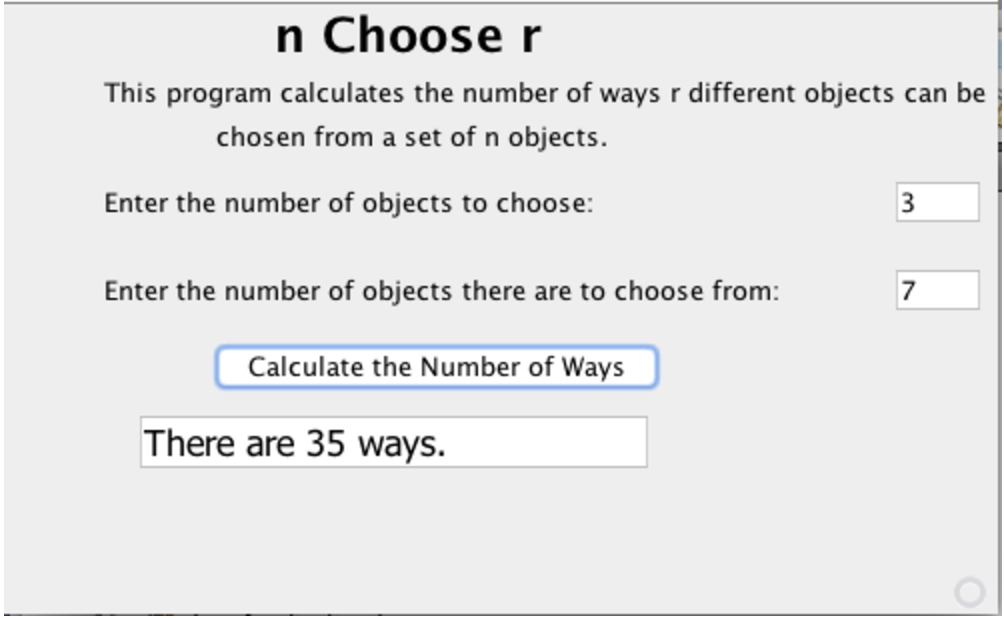 n Choose r
This program calculates the number of ways r different objects can be
chosen from a set of n objects.
Enter the number of objects to choose: 3
Enter the number of objects there are to choose from: 7
Calculate the Number of Ways
There are 35 ways.